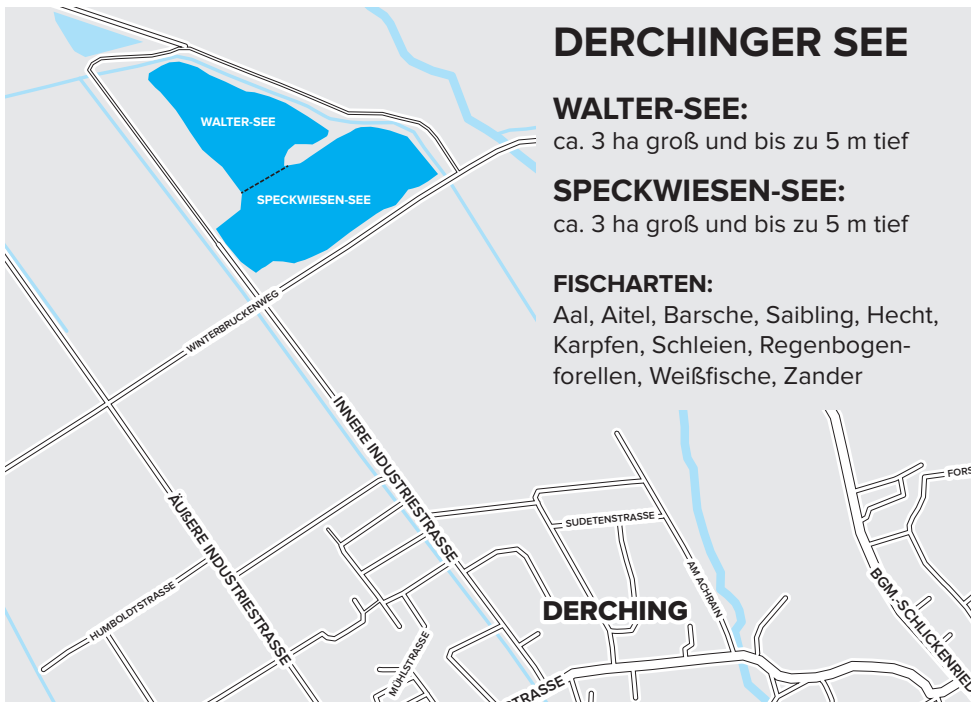 DERCHINGER SEE
WALTER-SEE:
ca. 3 ha groß und bis zu 5 m tief
SPECKWIESEN-SEE:
ca. 3 ha groß und bis zu 5 m tief
FISCHARTEN:
Aal, Aitel, Barsche, Saibling, Hecht,
Karpfen, Schleien, Regenbogen-
forellen, Weißfische, Zander
WALTER-SEE
SPECKWIESEN-SEE
WINTERBRUCKENWEG
INNERE INDUSTRIESTRASSE
ÄUßERE INDUSTRIESTRASSE
HUMBOLDTSTRASSE
MÜHLSTRASSE
SUDETENSTRASSE
AM ACHRAIN
DERCHING
FORS
BGM.-SCHLICKENRIED
STRASSE